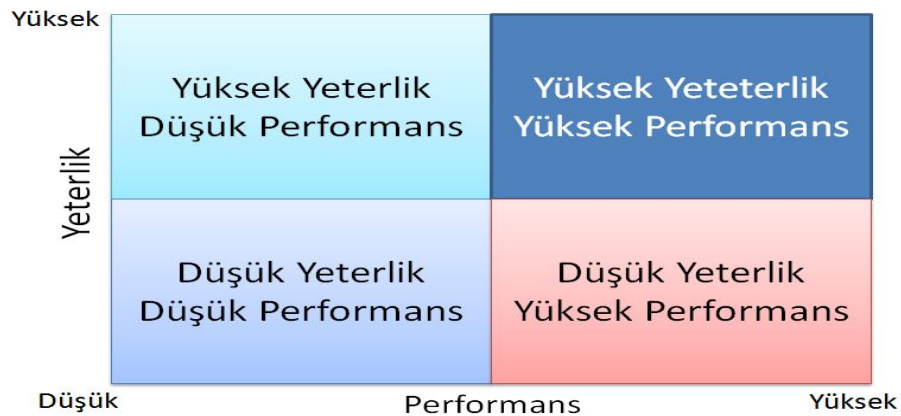 Yüksek
Yüksek Yeterlik
Düşük Performans
Yüksek Yeteterlik
Yüksek Performans
Yeterlik
Düşük Yeterlik
Düşük Performans
Düşük Yeterlik
Yüksek Performans
Düşük
Performans
Yüksek